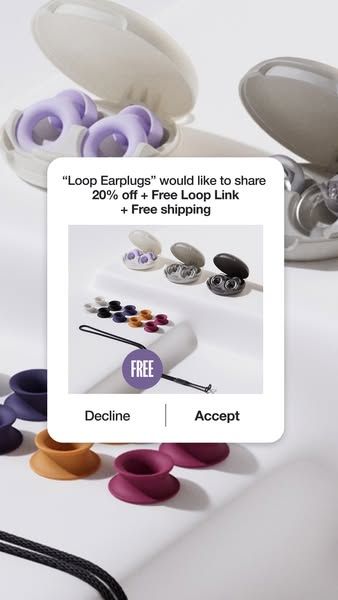 “Loop Earplugs” would like to share
20% off + Free Loop Link
+ Free shipping
FREE
Decline
Accept